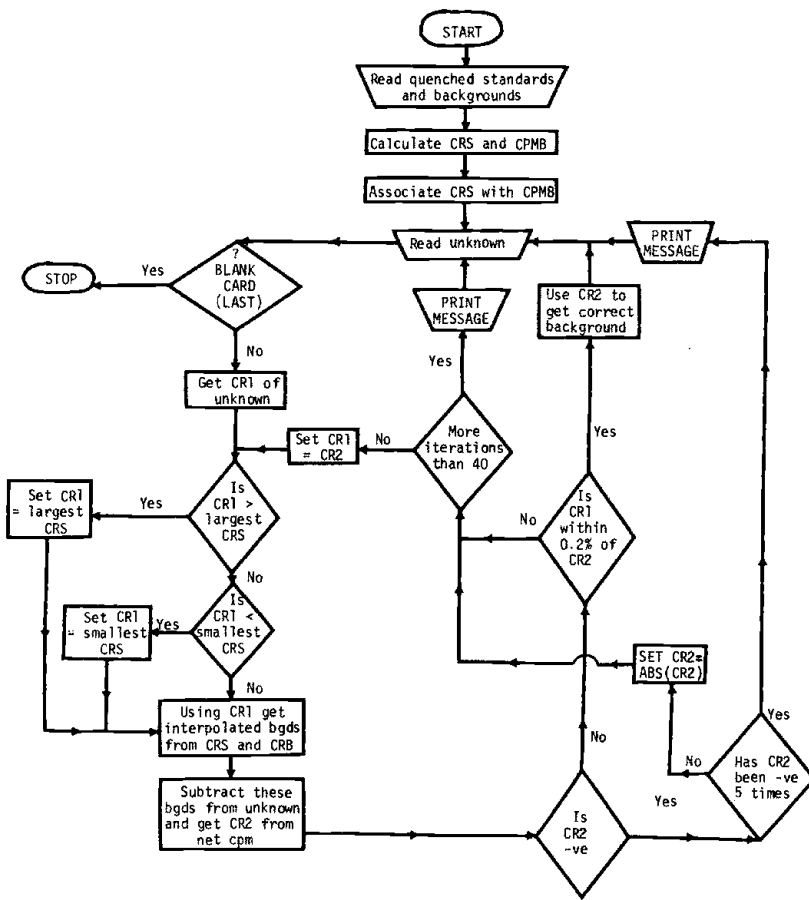 START
Read quenched standards
and backgrounds
Calculate CRS and CPMB
Associate CRS with CPMB
Read unknown
PRINT
MESSAGE
?
BLANK
CARD
(LAST)
Yes
STOP
No
Get CR1 of
unknown
PRINT
MESSAGE
Use CR2 to
get correct
background
Yes
More
iterations
than 40
No
Set CR1
= CR2
Yes
Is
CR1
within
0.2% of
CR2
No
Is
CR1 >
largest
CRS
Yes
Set CR1
= largest
CRS
No
Is
CR1 <
smallest
CRS
Yes
Set CR1
= smallest
CRS
No
SET CR2=
ABS(CR2)
Using CR1 get
interpolated bgds
from CRS and CRB
Subtract these
bgds from unknown
and get CR2 from
net cpm
Is
CR2
-ve
No
Yes
Has CR2
been -ve
5 times
No
Yes